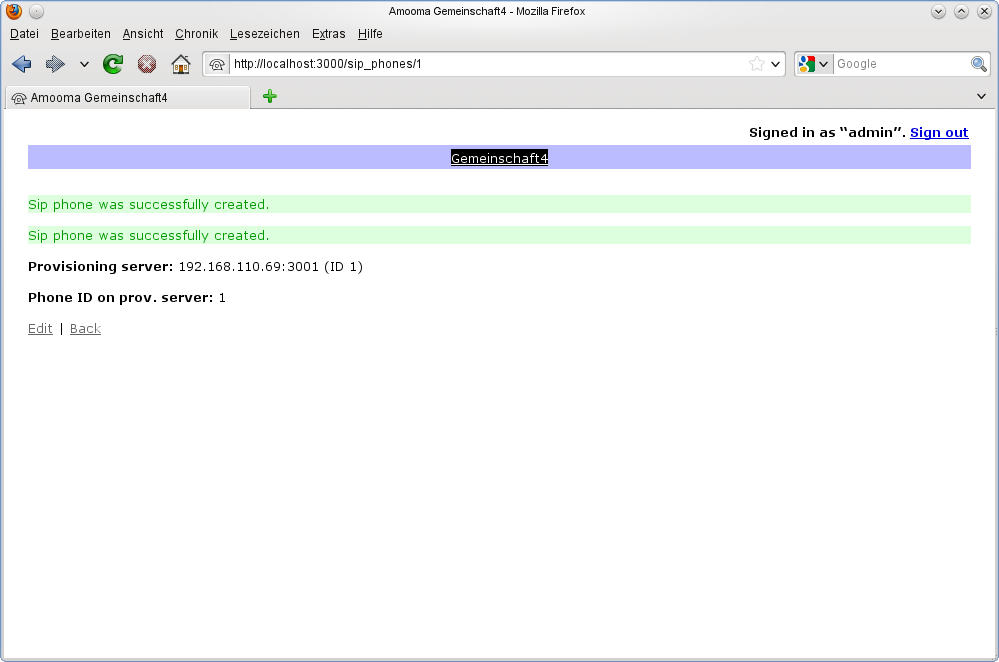 Amooma Gemeinschaft4 - Mozilla Firefox
Datei Bearbeiten Ansicht Chronik Lesezeichen Extras Hilfe
http://localhost:3000/sip_phones/1
Google
Amooma Gemeinschaft4
Signed in as “admin”. Sign out
Gemeinschaft4
Sip phone was successfully created.
Sip phone was successfully created.
Provisioning server: 192.168.110.69:3001 (ID 1)
Phone ID on prov. server: 1
Edit | Back